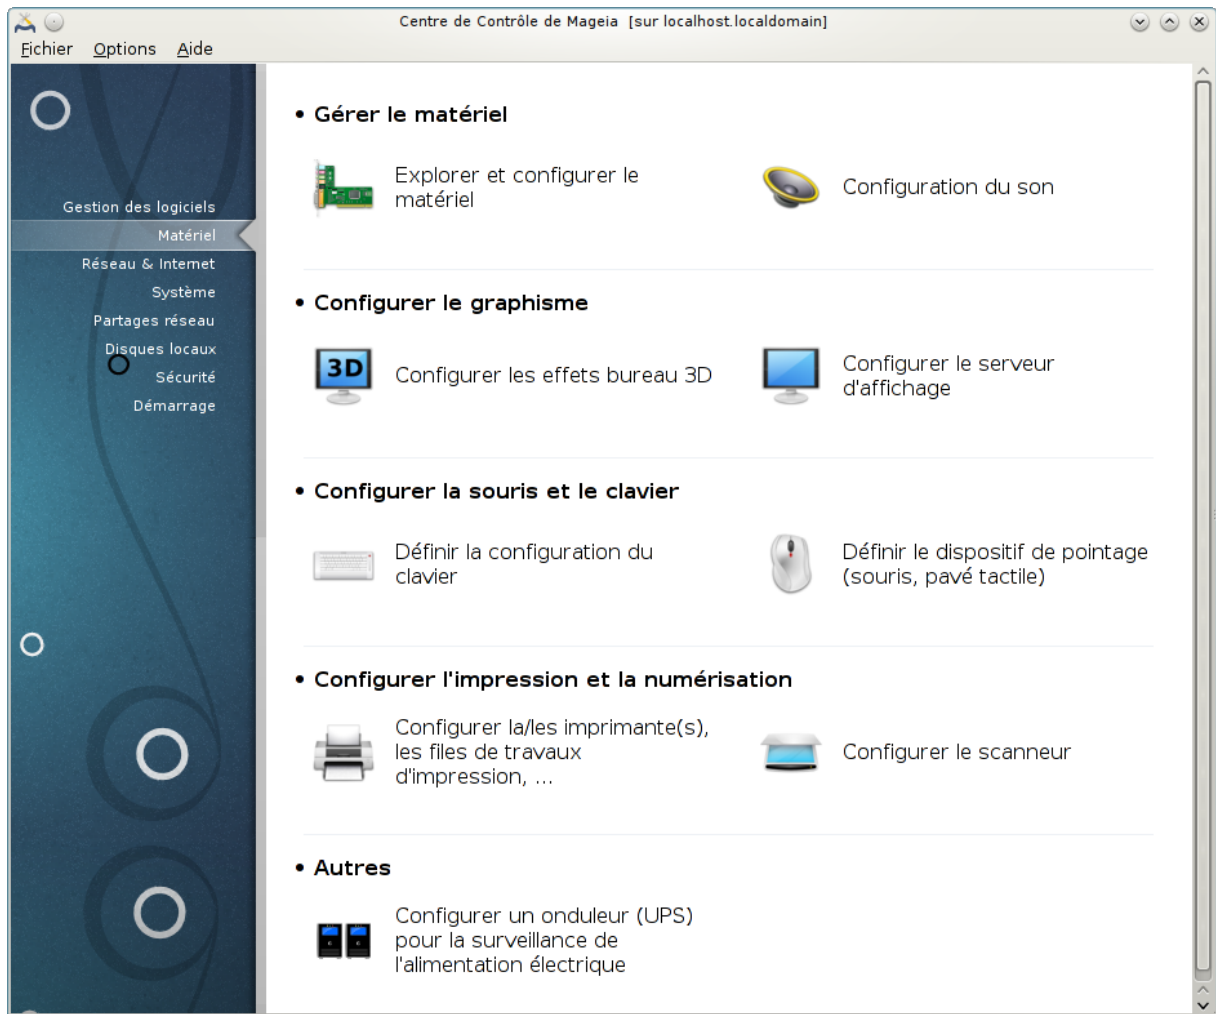 Centre de Contrôle de Mageia [sur localhost.localdomain]
Fichier Options Aide
Gestion des logiciels
Matériel
Réseau & Internet
Système
Partages réseau
Disques locaux
Sécurité
Démarrage
• Gérer le matériel
Explorer et configurer le
matériel
Configuration du son
• Configurer le graphisme
3D
Configurer les effets bureau 3D
Configurer le serveur
d'affichage
• Configurer la souris et le clavier
Définir la configuration du
clavier
Définir le dispositif de pointage
(souris, pavé tactile)
• Configurer l'impression et la numérisation
Configurer la/les imprimante(s),
les files de travaux
d'impression, ...
Configurer le scanneur
• Autres
Configurer un onduleur (UPS)
pour la surveillance de
l'alimentation électrique